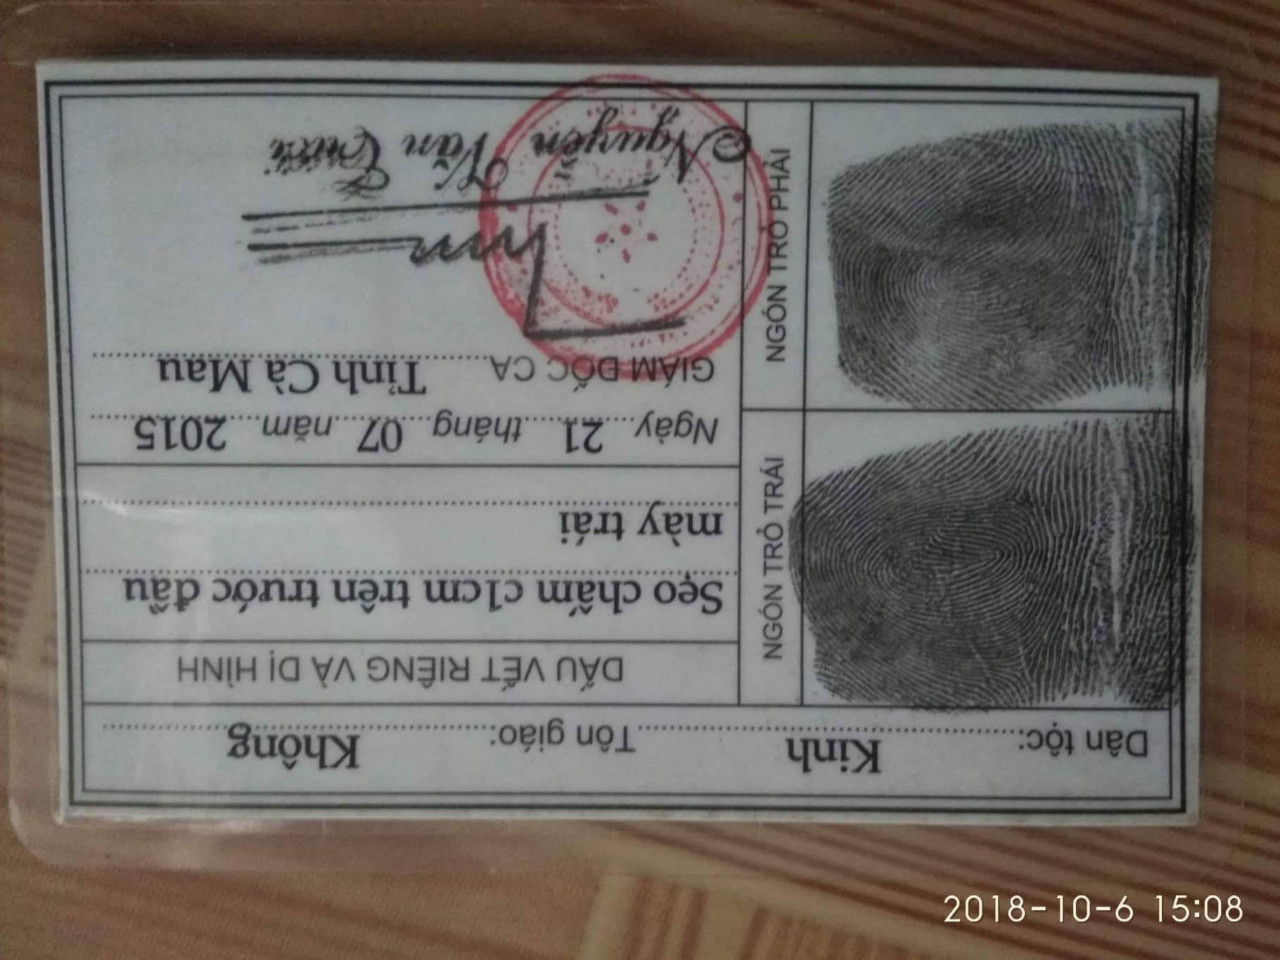 Dân tộc: Kinh Tôn giáo: Không
NGÓN TRỎ TRÁI
DẤU VẾT RIÊNG VÀ DỊ HÌNH
Sẹo chấm c1cm trên trước đầu
mày trái
NGÓN TRỎ PHẢI
Ngày 21 tháng 07 năm 2015
GIÁM ĐỐC CA Tỉnh Cà Mau
Nguyễn Văn
2018-10-6 15:08